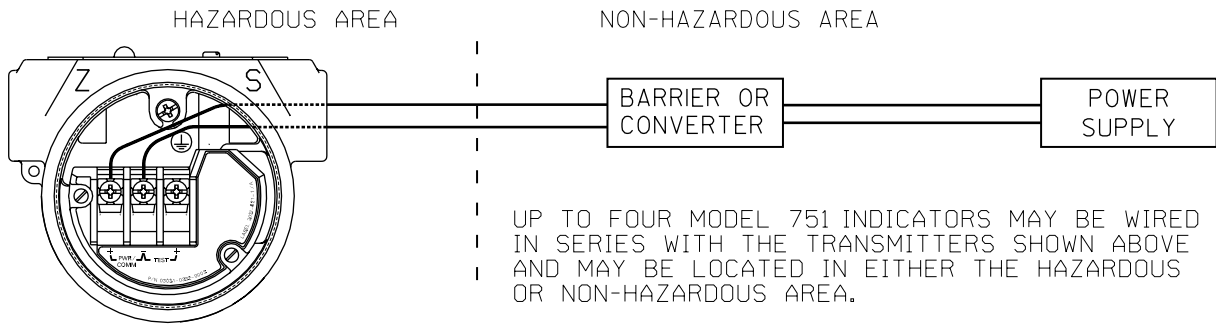 HAZARDOUS AREA
NON-HAZARDOUS AREA
Z
S
BARRIER OR
CONVERTER
POWER
SUPPLY
UP TO FOUR MODEL 751 INDICATORS MAY BE WIRED
IN SERIES WITH THE TRANSMITTERS SHOWN ABOVE
AND MAY BE LOCATED IN EITHER THE HAZARDOUS
OR NON-HAZARDOUS AREA.
+ PWR/ COMM - TEST +